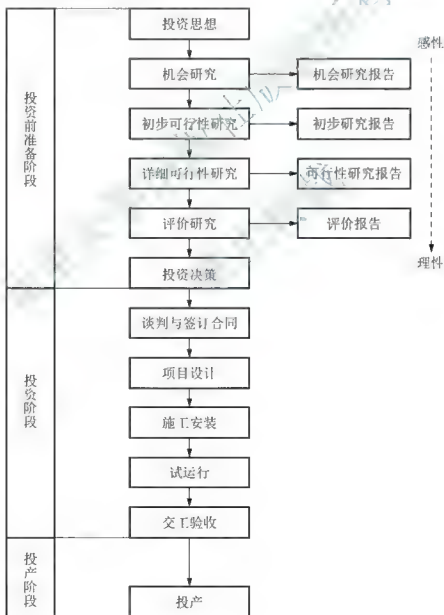 投资思想
感性
机会研究
机会研究报告
投资前准备阶段
初步可行性研究
初步研究报告
详细可行性研究
可行性研究报告
评价研究
评价报告
理性
投资决策
谈判与签订合同
投资阶段
项目设计
施工安装
试运行
交工验收
投产阶段
投产